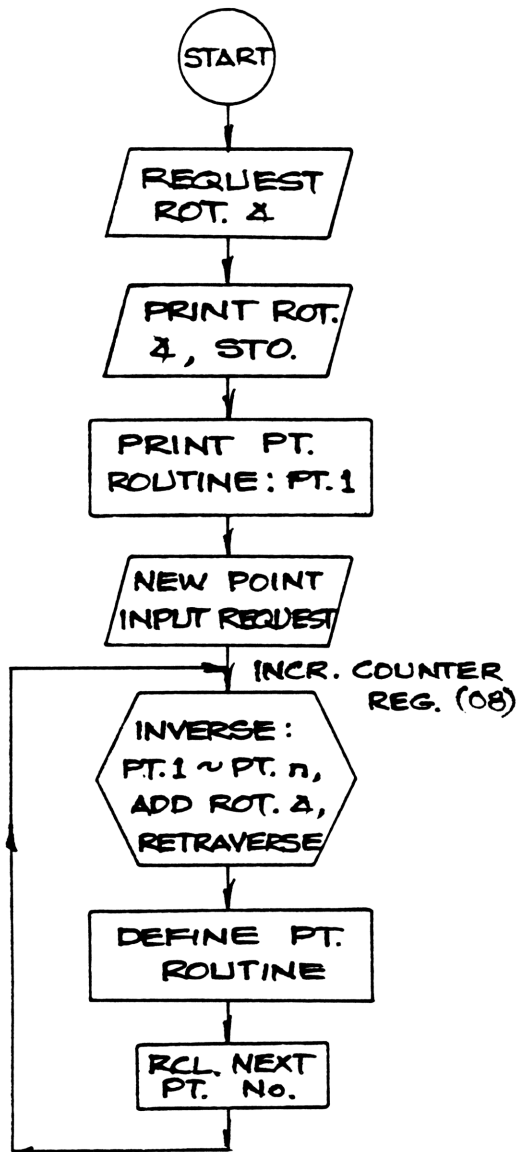 START
REQUEST
ROT. ∡
PRINT ROT.
∡, STO.
PRINT PT.
ROUTINE: PT.1
NEW POINT
INPUT REQUEST
INCR. COUNTER
REG. (08)
INVERSE:
PT.1 ~ PT. n,
ADD ROT. ∡,
RETRAVERSE
DEFINE PT.
ROUTINE
RCL. NEXT
PT. No.